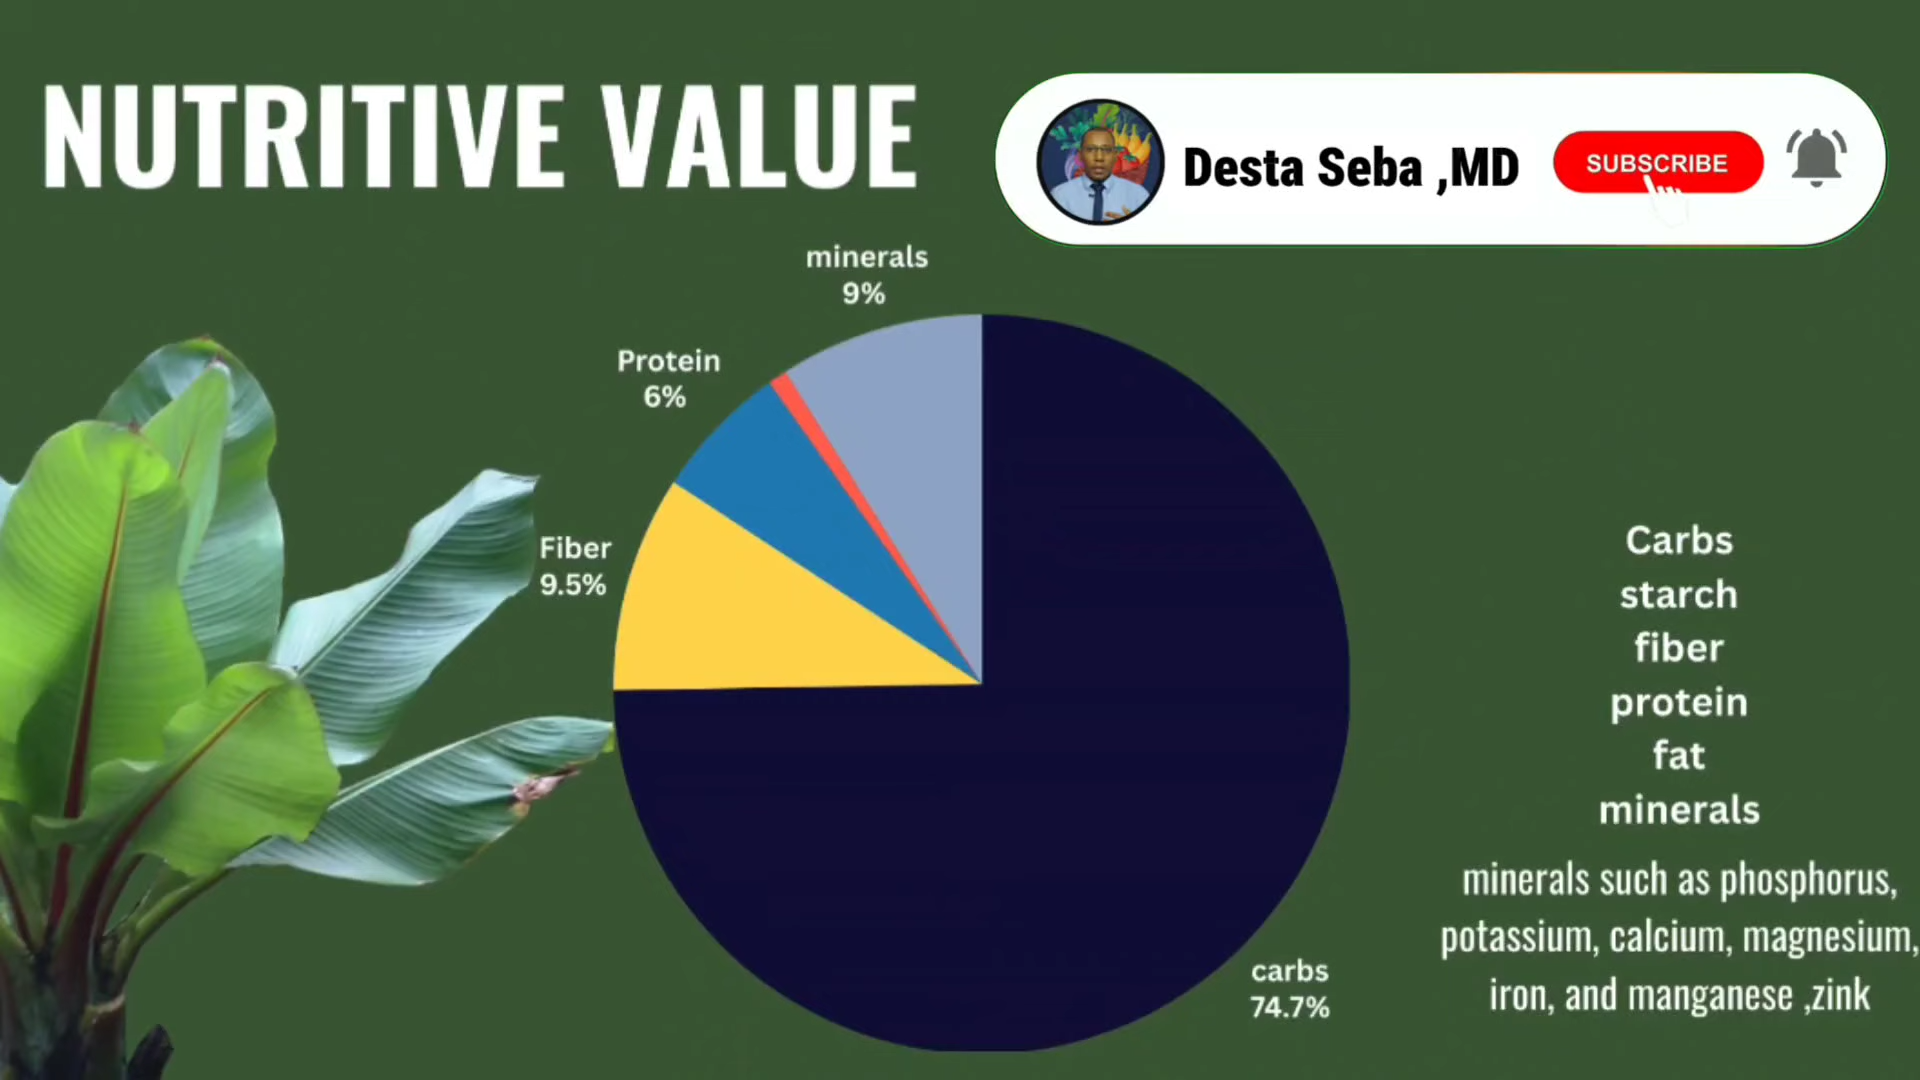 NUTRITIVE VALUE
Desta Seba ,MD
SUBSCRIBE
minerals
9%
Protein
6%
Fiber
9.5%
carbs
74.7%
Carbs
starch
fiber
protein
fat
minerals
minerals such as phosphorus,
potassium, calcium, magnesium,
iron, and manganese ,zink